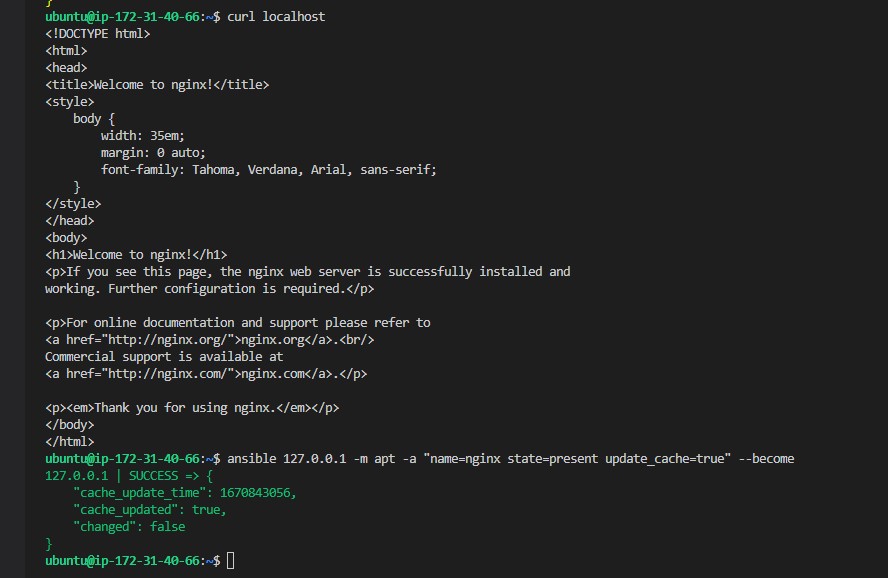 }
ubuntu@ip-172-31-40-66:~$ curl localhost
<!DOCTYPE html>
<html>
<head>
<title>Welcome to nginx!</title>
<style>
    body {
        width: 35em;
        margin: 0 auto;
        font-family: Tahoma, Verdana, Arial, sans-serif;
    }
</style>
</head>
<body>
<h1>Welcome to nginx!</h1>
<p>If you see this page, the nginx web server is successfully installed and
working. Further configuration is required.</p>

<p>For online documentation and support please refer to
<a href="http://nginx.org/">nginx.org</a>.<br/>
Commercial support is available at
<a href="http://nginx.com/">nginx.com</a>.</p>

<p><em>Thank you for using nginx.</em></p>
</body>
</html>
ubuntu@ip-172-31-40-66:~$ ansible 127.0.0.1 -m apt -a "name=nginx state=present update_cache=true" --become
127.0.0.1 | SUCCESS => {
    "cache_update_time": 1670843056,
    "cache_updated": true,
    "changed": false
}
ubuntu@ip-172-31-40-66:~$